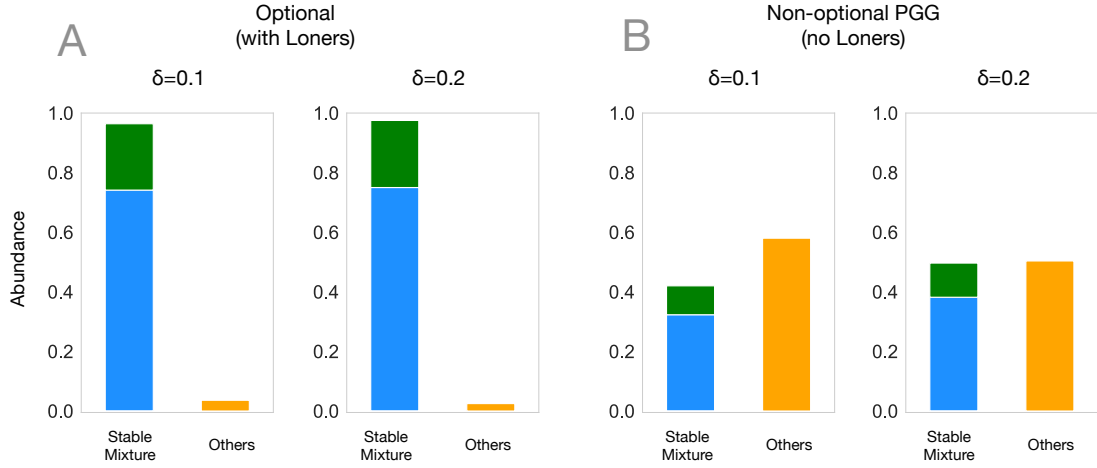 A
Optional
(with Loners)
δ=0.1
δ=0.2
Abundance
1.0
0.8
0.6
0.4
0.2
0.0
Stable
Mixture
Others
1.0
0.8
0.6
0.4
0.2
0.0
Stable
Mixture
Others
B
Non-optional PGG
(no Loners)
δ=0.1
δ=0.2
1.0
0.8
0.6
0.4
0.2
0.0
Stable
Mixture
Others
1.0
0.8
0.6
0.4
0.2
0.0
Stable
Mixture
Others